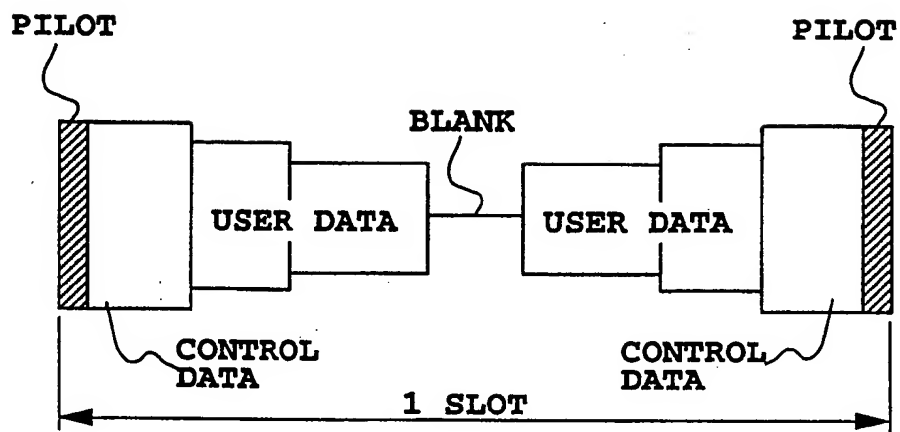 PILOT
PILOT
BLANK
USER DATA
USER DATA
CONTROL
DATA
CONTROL
DATA
1 SLOT